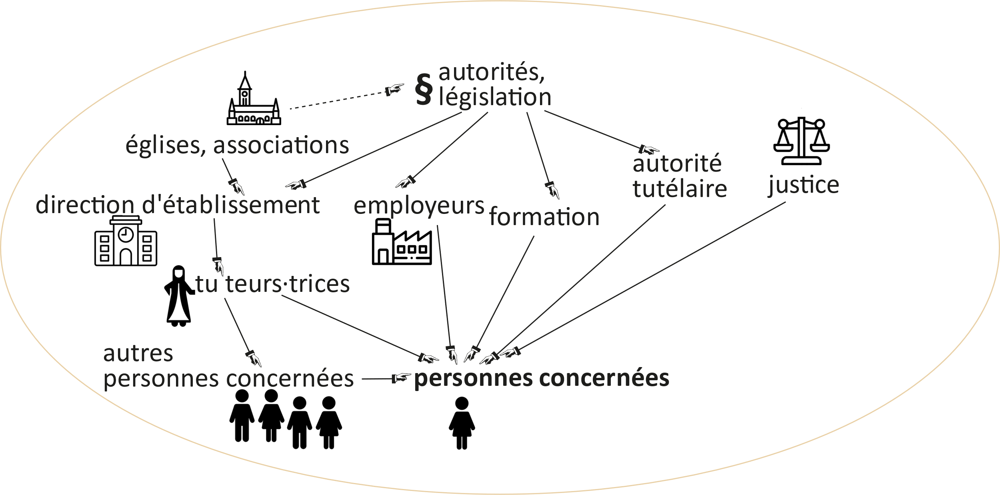 §
autorités,
législation
églises, associations
autorité
tutélaire
justice
direction d'établissement
employeurs
formation
tu teurs·trices
autres
personnes concernées
personnes concernées